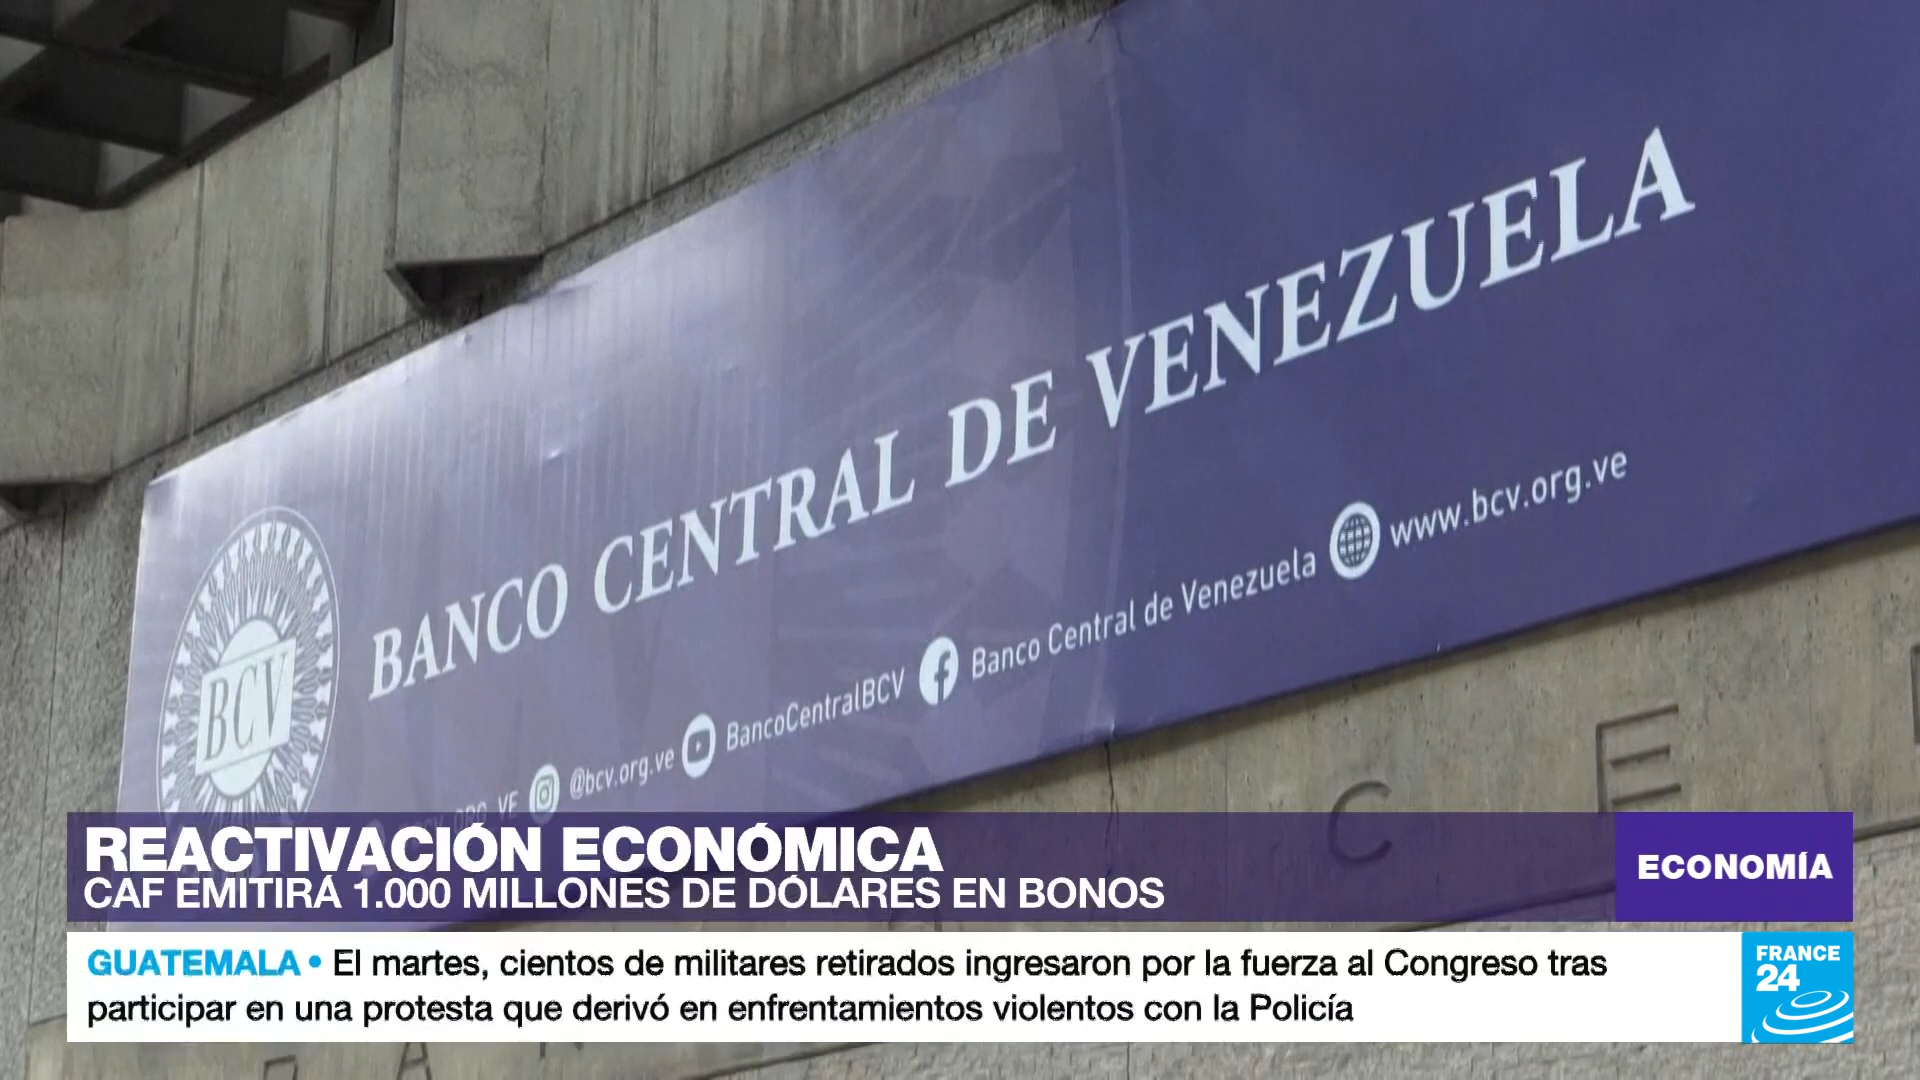 BANCO CENTRAL DE VENEZUELA
BCV
@bcv.org.ve BancoCentralBCV Banco Central de Venezuela www.bcv.org.ve
C E
REACTIVACIÓN ECONÓMICA
CAF EMITIRÁ 1.000 MILLONES DE DÓLARES EN BONOS
ECONOMÍA
GUATEMALA • El martes, cientos de militares retirados ingresaron por la fuerza al Congreso tras
participar en una protesta que derivó en enfrentamientos violentos con la Policía
FRANCE
24